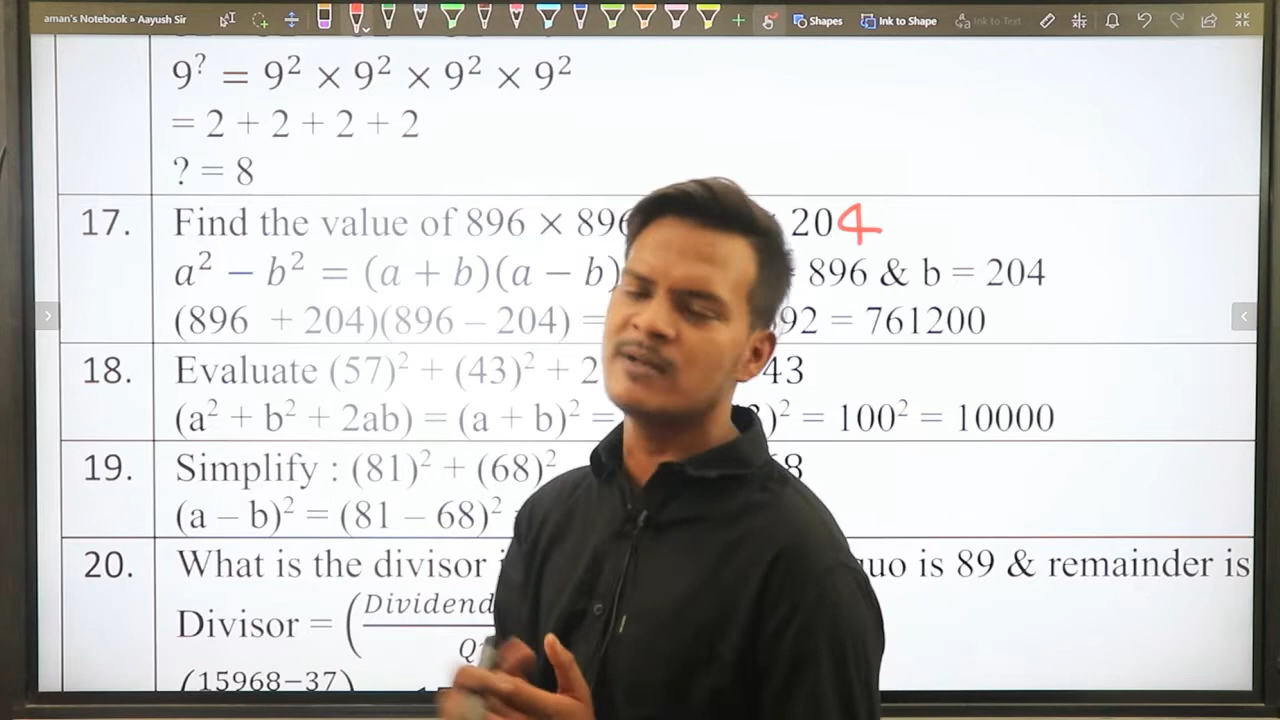 aman's Notebook » Aayush Sir
Shapes
Ink to Shape
Ink to Text
9^? = 9² × 9² × 9² × 9²
= 2 + 2 + 2 + 2
? = 8
17. Find the value of 896 × 896 204
a² – b² = (a + b)(a – b) 896 & b = 204
(896 + 204)(896 – 204) = 92 = 761200
18. Evaluate (57)² + (43)² + 2 43
(a² + b² + 2ab) = (a + b)² = )² = 100² = 10000
19. Simplify : (81)² + (68)² 8
(a – b)² = (81 – 68)²
20. What is the divisor quo is 89 & remainder is
Divisor = (Dividend
(15968–37)